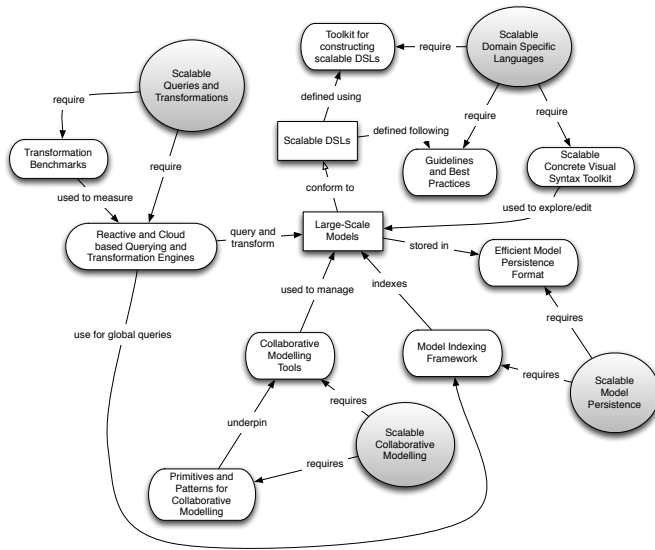 Toolkit for
constructing
scalable DSLs
require
Scalable
Domain Specific
Languages
Scalable
Queries and
Transformations
require
defined using
require
require
Scalable DSLs
defined following
Transformation
Benchmarks
require
Guidelines
and Best
Practices
Scalable
Concrete Visual
Syntax Toolkit
used to measure
conform to
used to explore/edit
Reactive and Cloud
based Querying and
Transformation Engines
query and
transform
Large-Scale
Models
stored in
Efficient Model
Persistence
Format
used to manage
indexes
requires
use for global queries
Collaborative
Modelling
Tools
Model Indexing
Framework
requires
Scalable
Model
Persistence
requires
underpin
Scalable
Collaborative
Modelling
requires
Primitives and
Patterns for
Collaborative
Modelling